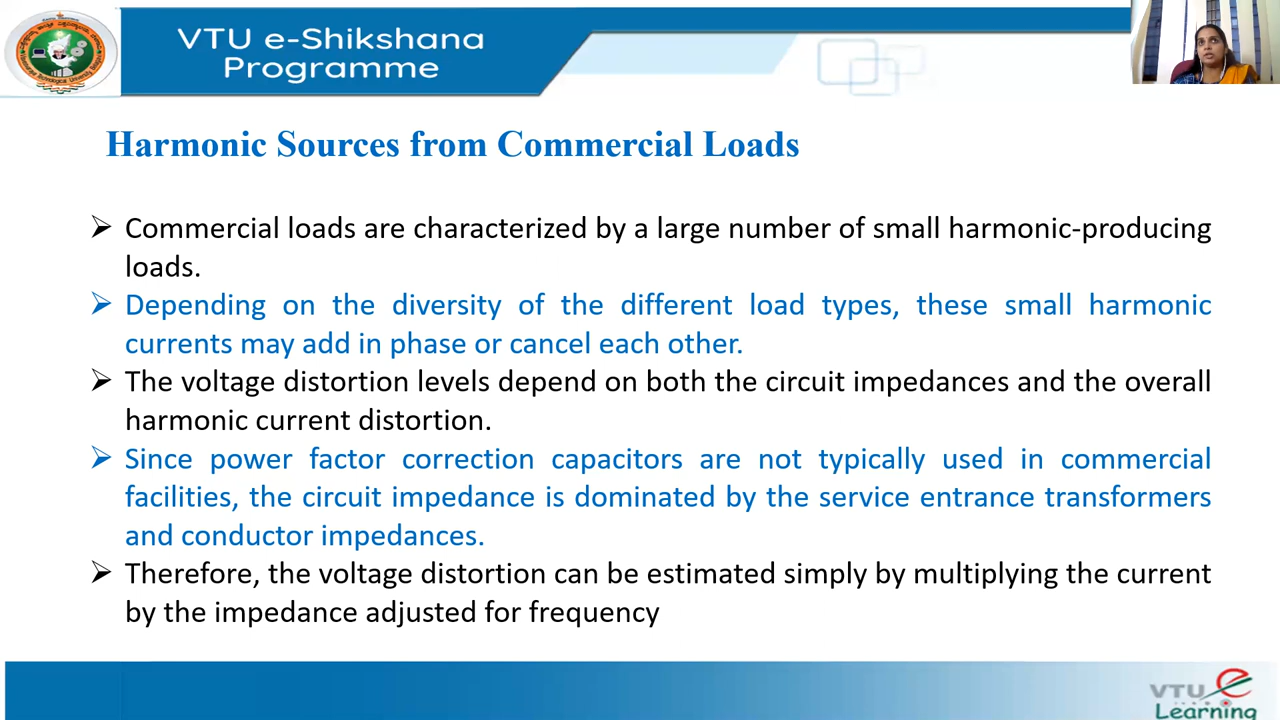 VTU e-Shikshana
Programme
Harmonic Sources from Commercial Loads
➢ Commercial loads are characterized by a large number of small harmonic-producing
loads.
➢ Depending on the diversity of the different load types, these small harmonic
currents may add in phase or cancel each other.
➢ The voltage distortion levels depend on both the circuit impedances and the overall
harmonic current distortion.
➢ Since power factor correction capacitors are not typically used in commercial
facilities, the circuit impedance is dominated by the service entrance transformers
and conductor impedances.
➢ Therefore, the voltage distortion can be estimated simply by multiplying the current
by the impedance adjusted for frequency
VTU e
Learning